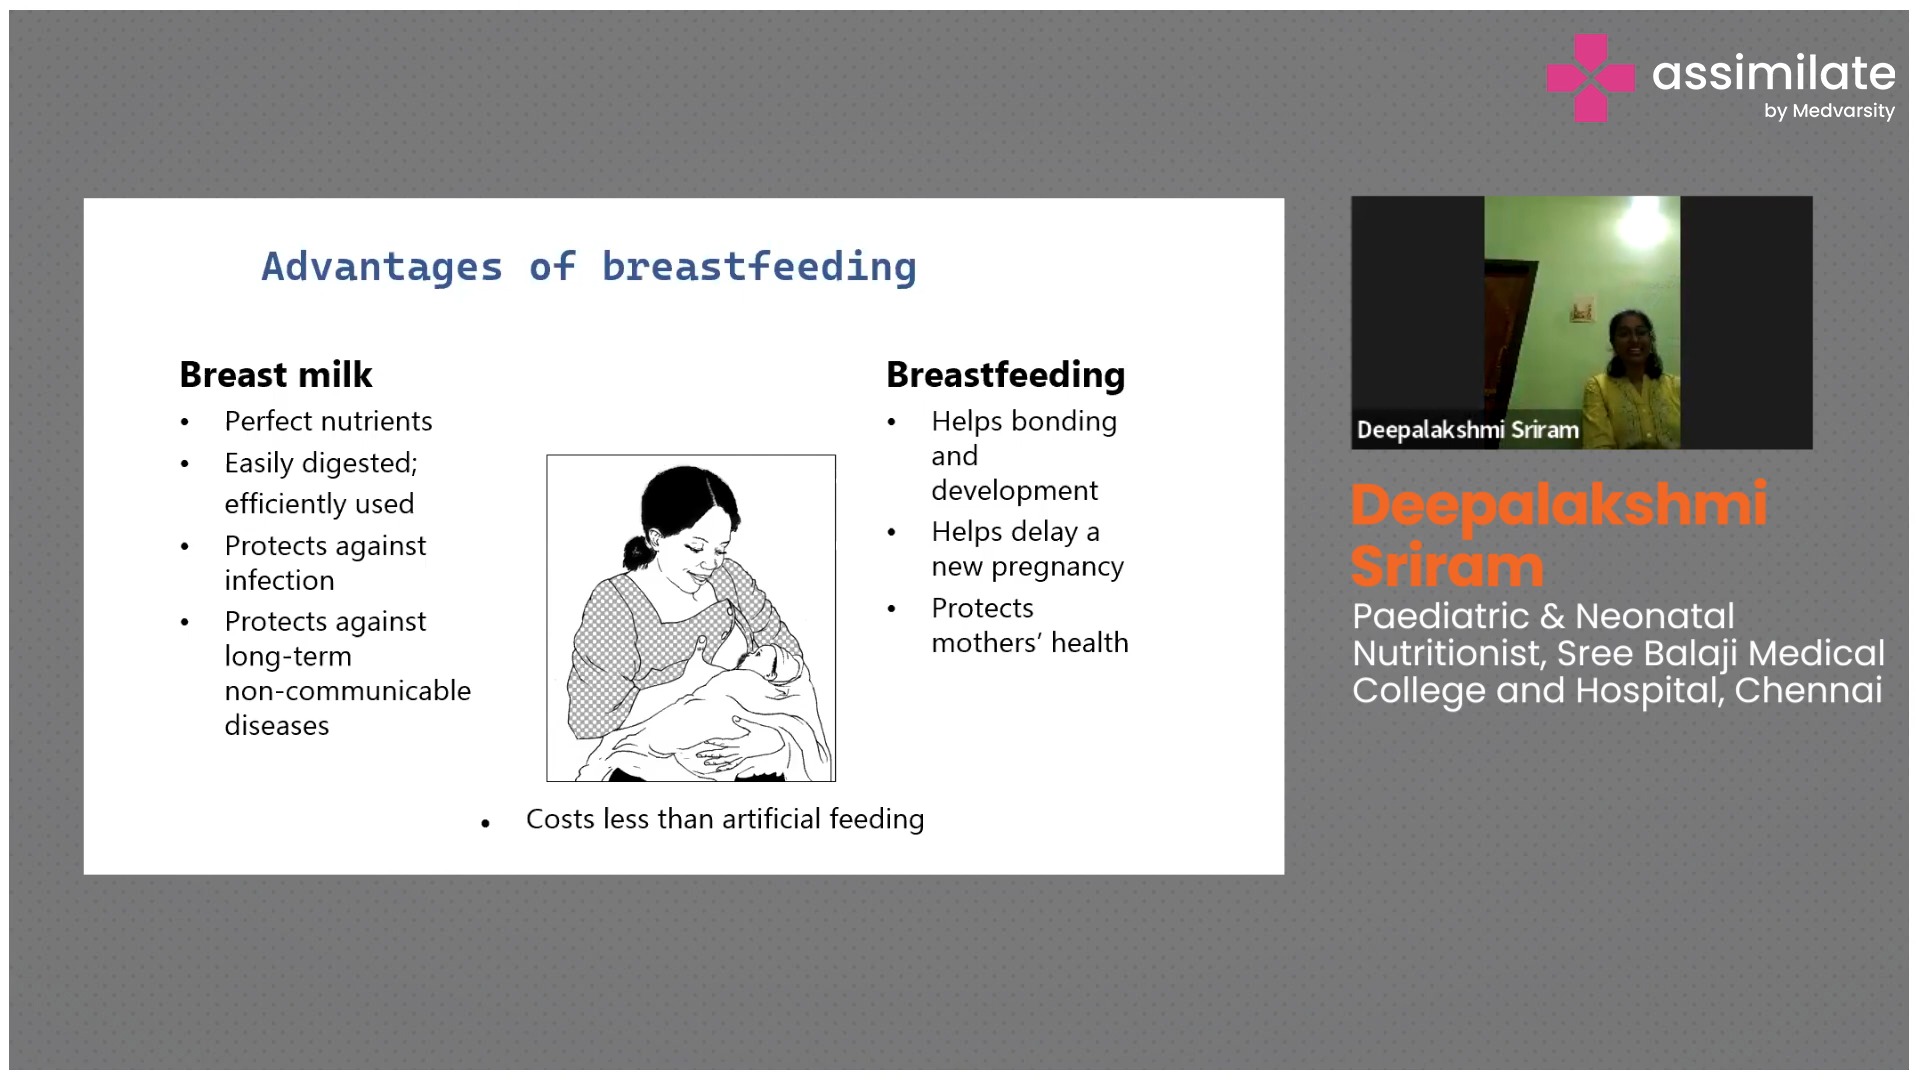 assimilate
by Medvarsity
Advantages of breastfeeding
Breast milk
• Perfect nutrients
• Easily digested;
efficiently used
• Protects against
infection
• Protects against
long-term
non-communicable
diseases
Breastfeeding
• Helps bonding
and
development
• Helps delay a
new pregnancy
• Protects
mothers’ health
• Costs less than artificial feeding
Deepalakshmi Sriram
Deepalakshmi
Sriram
Paediatric & Neonatal
Nutritionist, Sree Balaji Medical
College and Hospital, Chennai